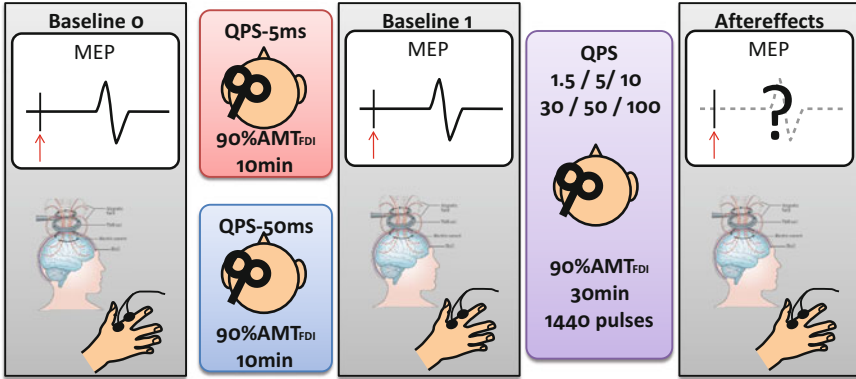 Baseline 0
MEP
QPS-5ms
90%AMTFDI
10min
QPS-50ms
90%AMTFDI
10min
Baseline 1
MEP
QPS
1.5 / 5/ 10
30 / 50 / 100
90%AMTFDI
30min
1440 pulses
Aftereffects
MEP
?